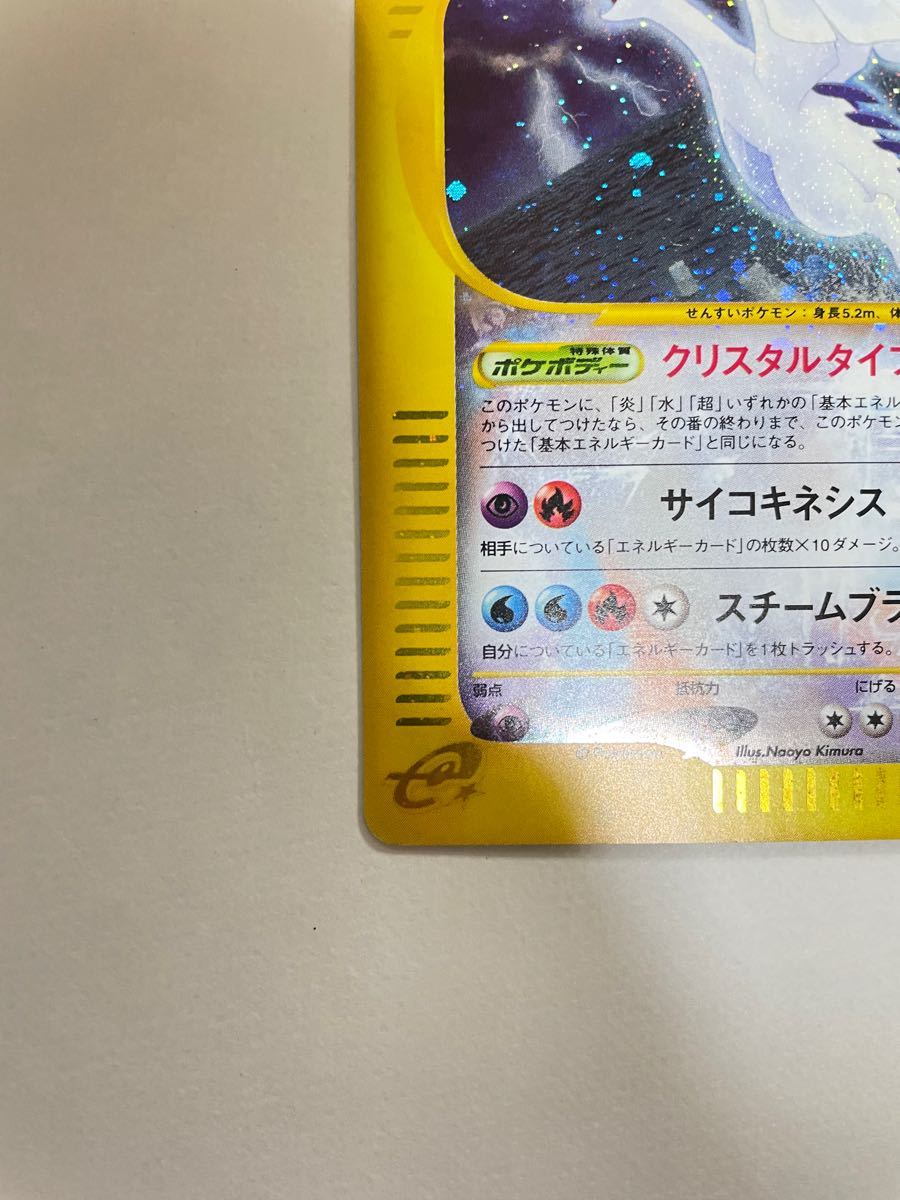 せんすいポケモン：身長5.2m、体
特殊体質
ポケボディー
クリスタルタイプ
このポケモンに、「炎」「水」「超」いずれかの「基本エネル
から出してつけたなら、その番の終わりまで、このポケモン
つけた「基本エネルギーカード」と同じになる。
サイコキネシス
相手についている「エネルギーカード」の枚数×10ダメージ。
スチームブラ
自分についている「エネルギーカード」を1枚トラッシュする。
弱点 抵抗力 にげる
Illus.Naoyo Kimura
e